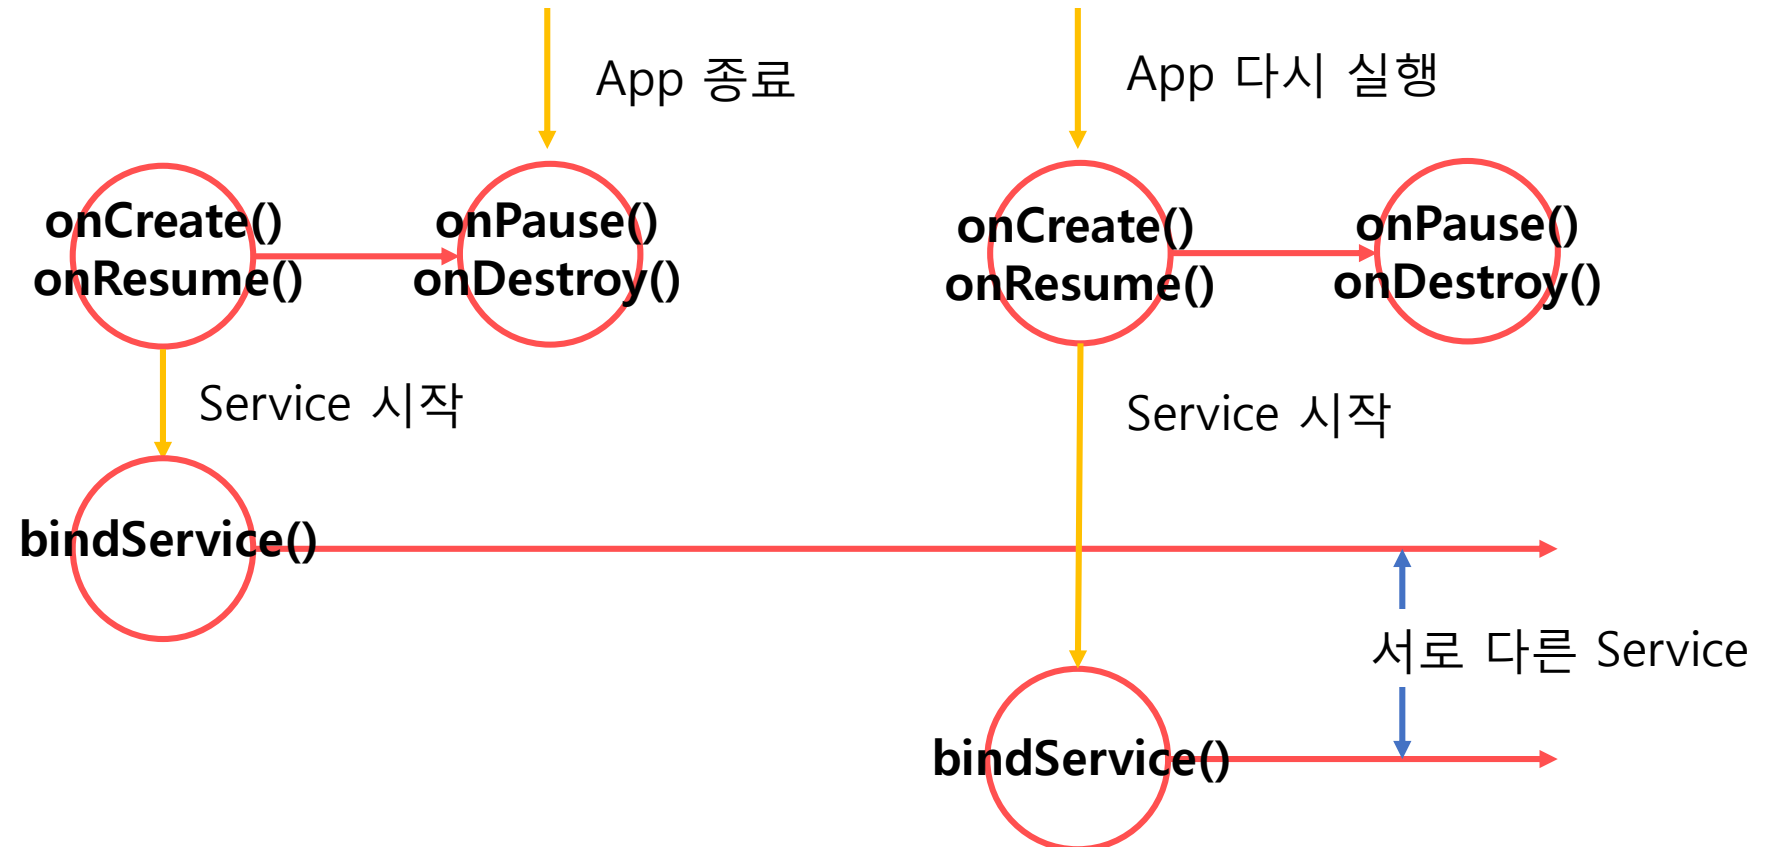 App 종료
App 다시 실행
onCreate()
onResume()
onPause()
onDestroy()
onCreate()
onResume()
onPause()
onDestroy()
Service 시작
Service 시작
bindService()
서로 다른 Service
bindService()